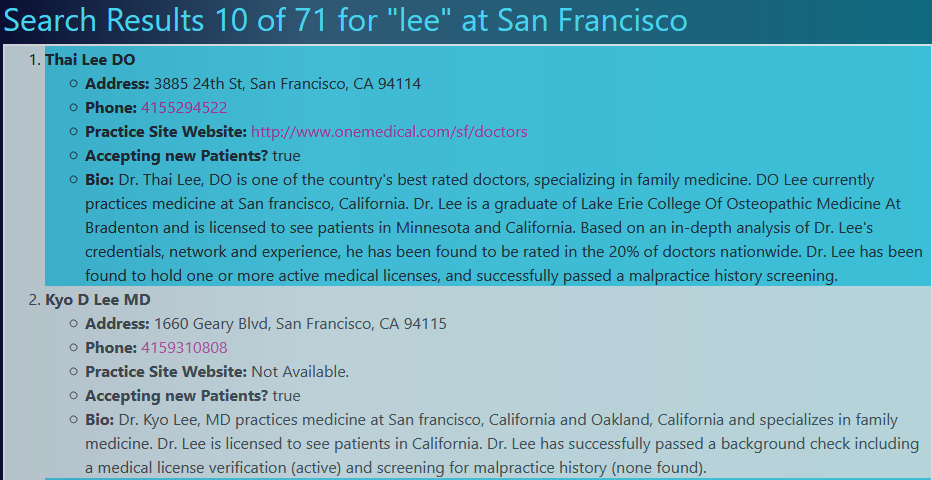 Search Results 10 of 71 for "lee" at San Francisco
1. Thai Lee DO
○ Address: 3885 24th St, San Francisco, CA 94114
○ Phone: 4155294522
○ Practice Site Website: http://www.onemedical.com/sf/doctors
○ Accepting new Patients? true
○ Bio: Dr. Thai Lee, DO is one of the country's best rated doctors, specializing in family medicine. DO Lee currently
practices medicine at San francisco, California. Dr. Lee is a graduate of Lake Erie College Of Osteopathic Medicine At
Bradenton and is licensed to see patients in Minnesota and California. Based on an in-depth analysis of Dr. Lee's
credentials, network and experience, he has been found to be rated in the 20% of doctors nationwide. Dr. Lee has been
found to hold one or more active medical licenses, and successfully passed a malpractice history screening.
2. Kyo D Lee MD
○ Address: 1660 Geary Blvd, San Francisco, CA 94115
○ Phone: 4159310808
○ Practice Site Website: Not Available.
○ Accepting new Patients? true
○ Bio: Dr. Kyo Lee, MD practices medicine at San francisco, California and Oakland, California and specializes in family
medicine. Dr. Lee is licensed to see patients in California. Dr. Lee has successfully passed a background check including
a medical license verification (active) and screening for malpractice history (none found).